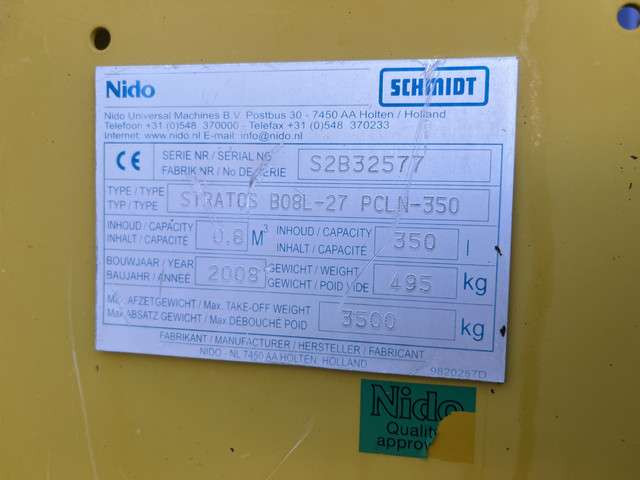 Nido
SCHMIDT
Nido Universal Machines B.V. Postbus 30 - 7450 AA Holten / Holland
Telefoon +31 (0)548 370000 - Telefax +31 (0)548 370233
Internet: www.nido.nl E-mail: info@nido.nl
CE
SERIE NR / SERIAL NO
FABRIK NR / No DE SERIE
S2B32577
TYPE / TYPE
TYP / TYPE
STRATOS B08L-27 PCLN-350
INHOUD / CAPACITY
INHALT / CAPACITÉ
0.8 M³
INHOUD / CAPACITY
INHALT / CAPACITÉ
350 l
BOUWJAAR / YEAR
BAUJAHR / ANNÉE
2008
GEWICHT / WEIGHT
GEWICHT / POID VIDE
495 kg
Max. AFZETGEWICHT / Max. TAKE-OFF WEIGHT
Max. ABSATZ GEWICHT / Max DÉBOUCHÉ POID
3500 kg
FABRIKANT / MANUFACTURER / HERSTELLER / FABRICANT
NIDO - NL 7450 AA HOLTEN, HOLLAND
9820257D
Nido
Quality
approv